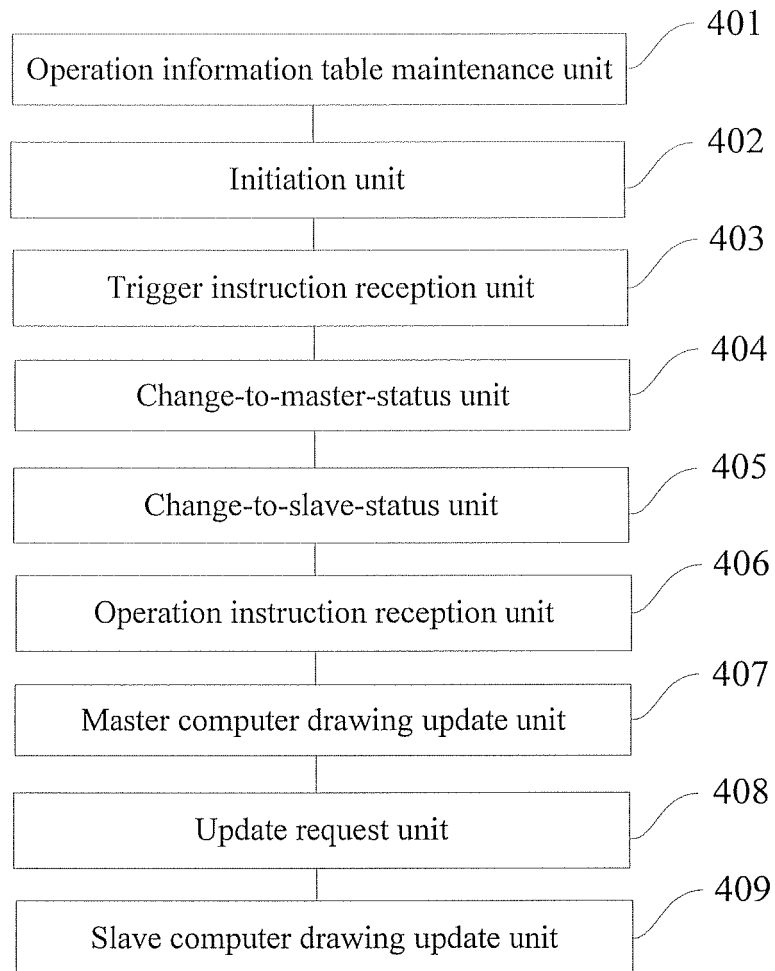 401
Operation information table maintenance unit
402
Initiation unit
403
Trigger instruction reception unit
404
Change-to-master-status unit
405
Change-to-slave-status unit
406
Operation instruction reception unit
407
Master computer drawing update unit
408
Update request unit
409
Slave computer drawing update unit